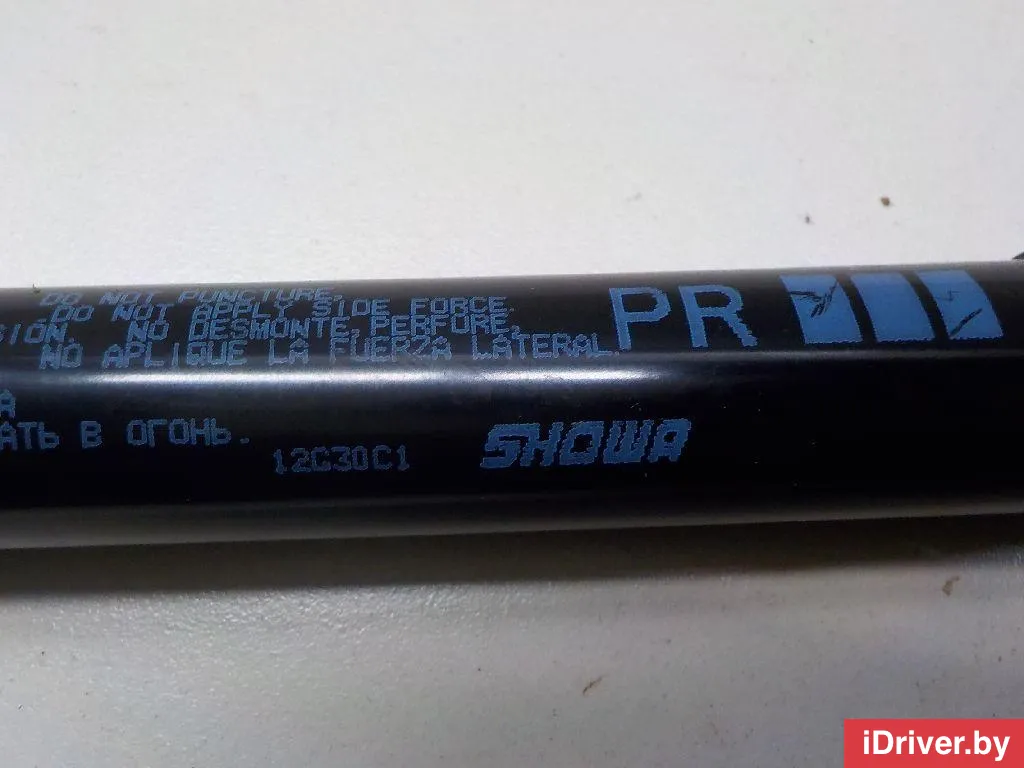 DO NOT PUNCTURE,
DO NOT APPLY SIDE FORCE.
SIÓN. NO DESMONTE, PERFORE,
NO APLIQUE LA FUERZA LATERAL.
PR
А
АТЬ В ОГОНЬ.
12G30C1
SHOWA
iDriver.by